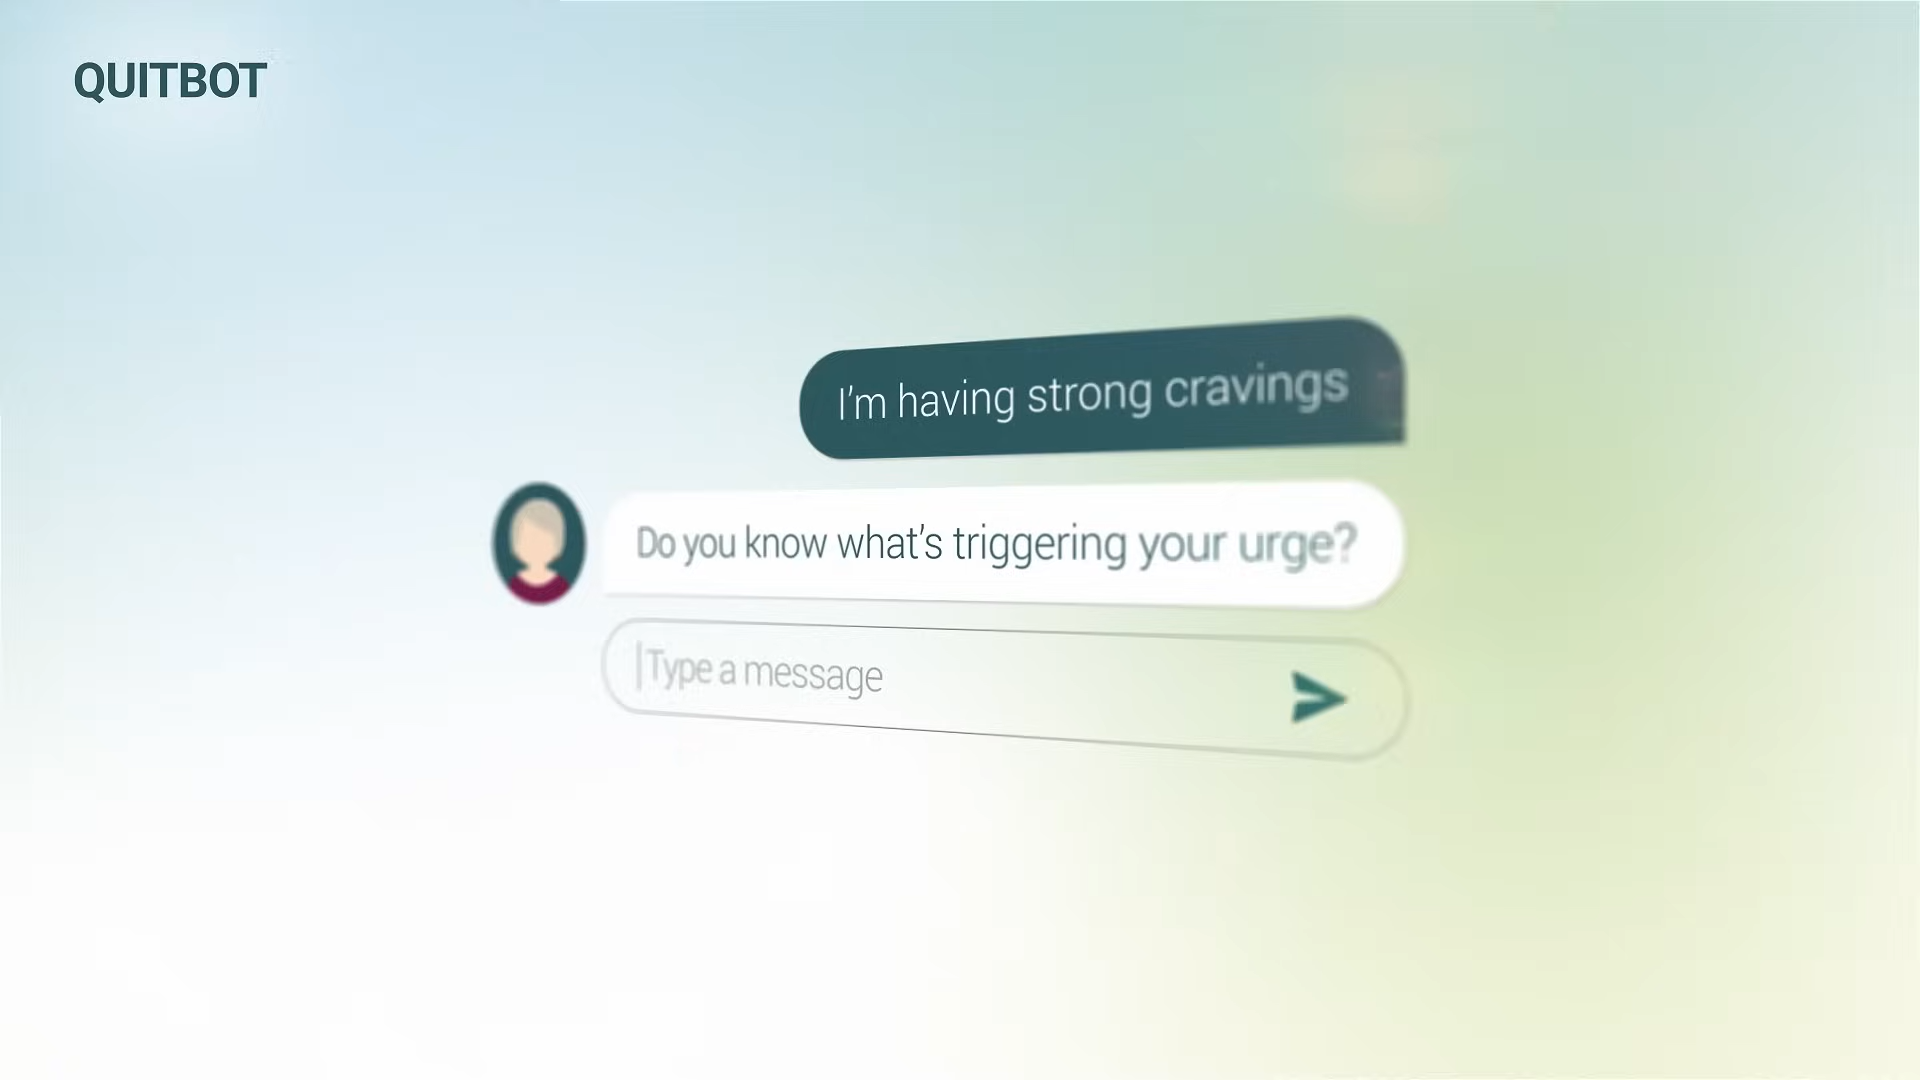 QUITBOT
I’m having strong cravings
Do you know what’s triggering your urge?
Type a message